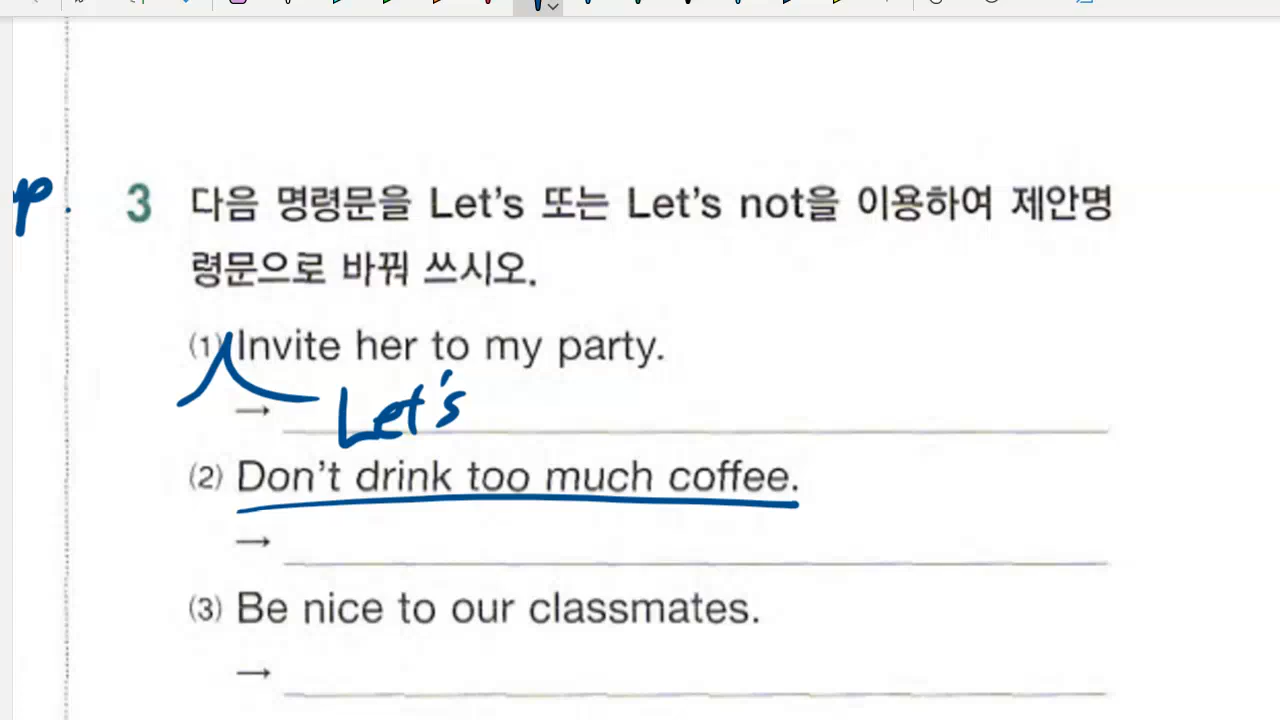 3 다음 명령문을 Let's 또는 Let's not을 이용하여 제안명
령문으로 바꿔 쓰시오.
(1) Invite her to my party.
→ Let's
(2) Don't drink too much coffee.
→
(3) Be nice to our classmates.
→